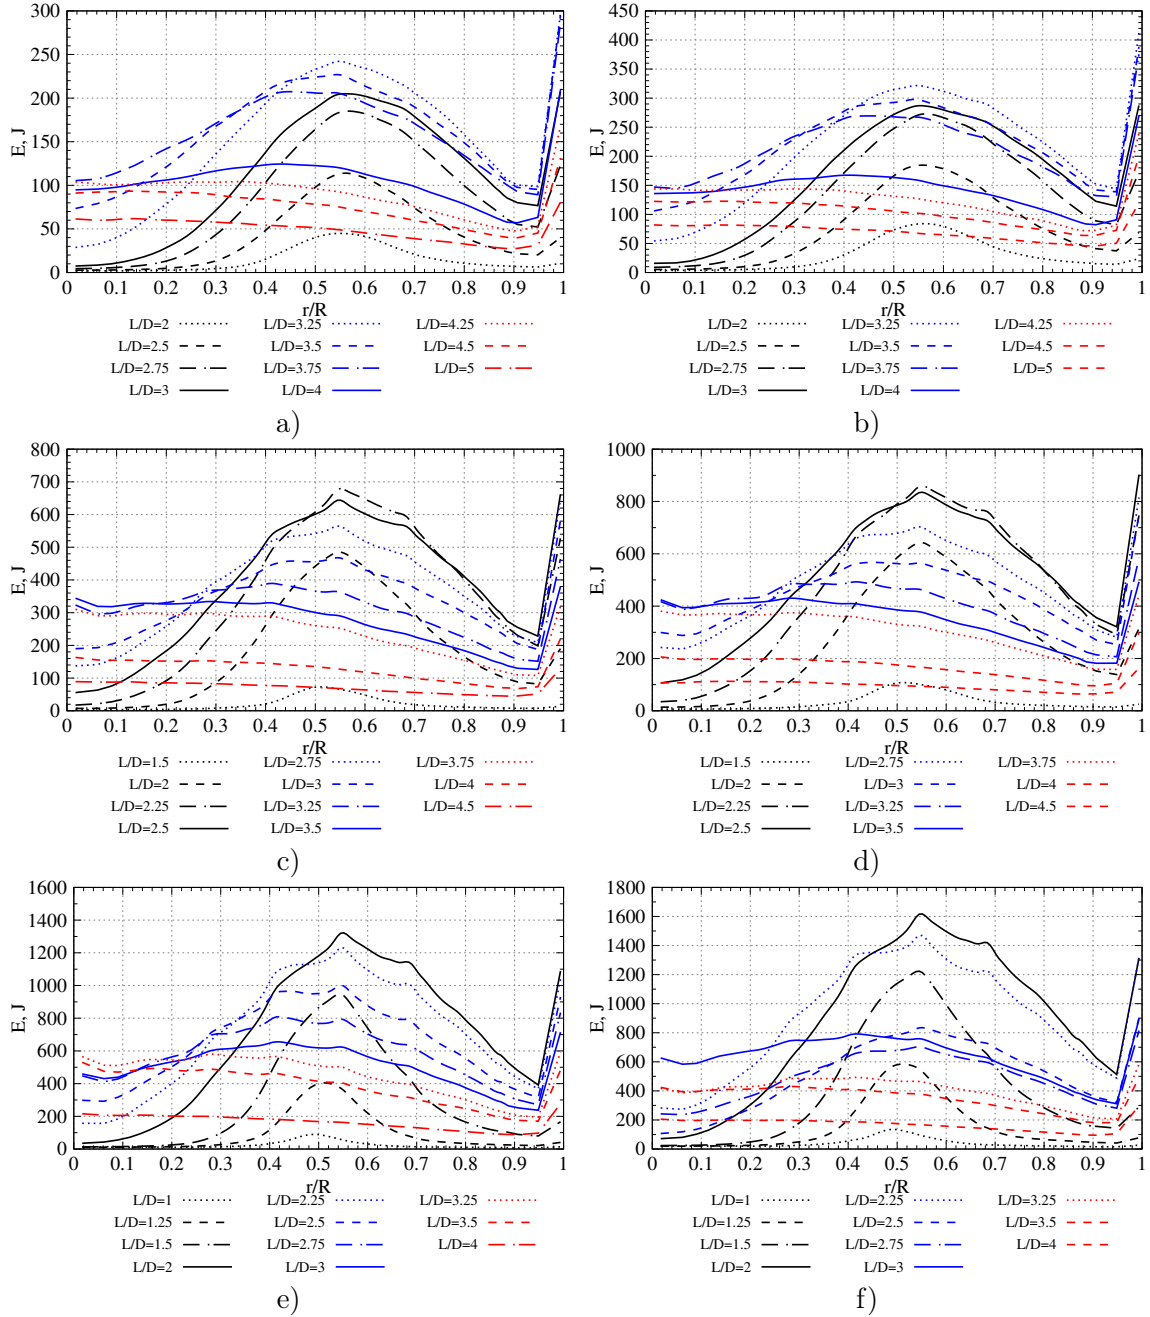 300
250
200
150
100
50
0
E, J
0 0.1 0.2 0.3 0.4 0.5 0.6 0.7 0.8 0.9 1
r/R
L/D=2 L/D=3.25 L/D=4.25
L/D=2.5 L/D=3.5 L/D=4.5
L/D=2.75 L/D=3.75 L/D=5
L/D=3 L/D=4
a)
450
400
350
300
250
200
150
100
50
0
E, J
0 0.1 0.2 0.3 0.4 0.5 0.6 0.7 0.8 0.9 1
r/R
L/D=2 L/D=3.25 L/D=4.25
L/D=2.5 L/D=3.5 L/D=4.5
L/D=2.75 L/D=3.75 L/D=5
L/D=3 L/D=4
b)
800
700
600
500
400
300
200
100
0
E, J
0 0.1 0.2 0.3 0.4 0.5 0.6 0.7 0.8 0.9 1
r/R
L/D=1.5 L/D=2.75 L/D=3.75
L/D=2 L/D=3 L/D=4
L/D=2.25 L/D=3.25 L/D=4.5
L/D=2.5 L/D=3.5
c)
1000
800
600
400
200
0
E, J
0 0.1 0.2 0.3 0.4 0.5 0.6 0.7 0.8 0.9 1
r/R
L/D=1.5 L/D=2.75 L/D=3.75
L/D=2 L/D=3 L/D=4
L/D=2.25 L/D=3.25 L/D=4.5
L/D=2.5 L/D=3.5
d)
1600
1400
1200
1000
800
600
400
200
0
E, J
0 0.1 0.2 0.3 0.4 0.5 0.6 0.7 0.8 0.9 1
r/R
L/D=1 L/D=2.25 L/D=3.25
L/D=1.25 L/D=2.5 L/D=3.5
L/D=1.5 L/D=2.75 L/D=4
L/D=2 L/D=3
e)
1800
1600
1400
1200
1000
800
600
400
200
0
E, J
0 0.1 0.2 0.3 0.4 0.5 0.6 0.7 0.8 0.9 1
r/R
L/D=1 L/D=2.25 L/D=3.25
L/D=1.25 L/D=2.5 L/D=3.5
L/D=1.5 L/D=2.75 L/D=4
L/D=2 L/D=3
f)